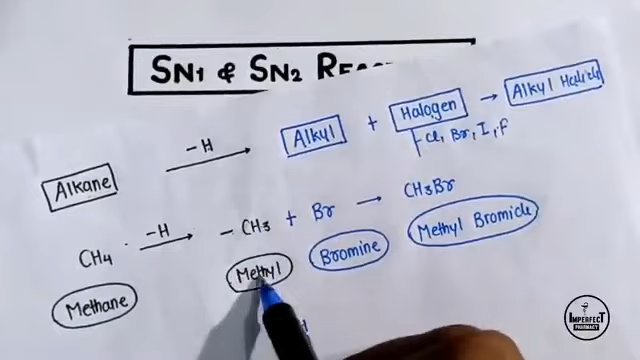 SN1 & SN2
Alkane -H Alkyl + Halogen → Alkyl Halide
-Cl, Br, I, F
CH4 -H → - CH3 + Br → CH3Br
Methane Methyl Bromine Methyl Bromide
IMPERFECT
PHARMACY